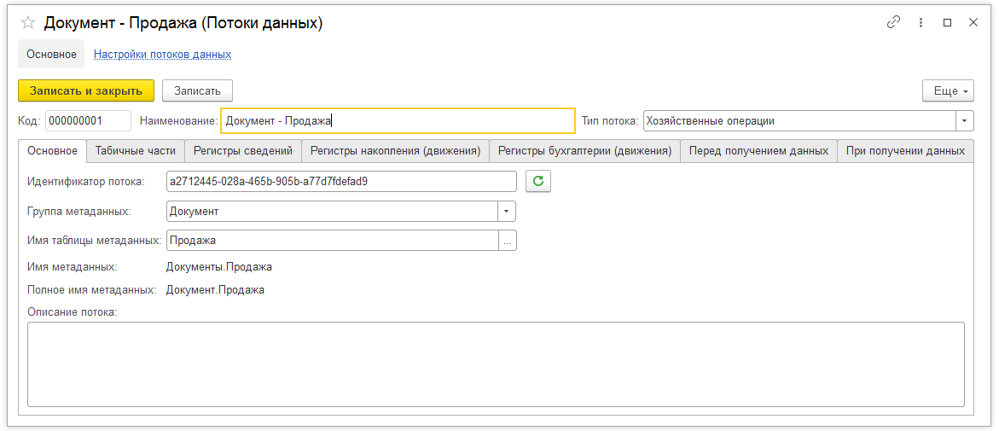 Документ - Продажа (Потоки данных)
Основное Настройки потоков данных
Записать и закрыть Записать Еще
Код: 000000001 Наименование: Документ - Продажа Тип потока: Хозяйственные операции
Основное Табичные части Регистры сведений Регистры накопления (движения) Регистры бухгалтерии (движения) Перед получением данных При получении данных
Идентификатор потока: a2712445-028a-465b-905b-a77d7fdefad9
Группа метаданных: Документ
Имя таблицы метаданных: Продажа ...
Имя метаданных: Документы.Продажа
Полное имя метаданных: Документ.Продажа
Описание потока: